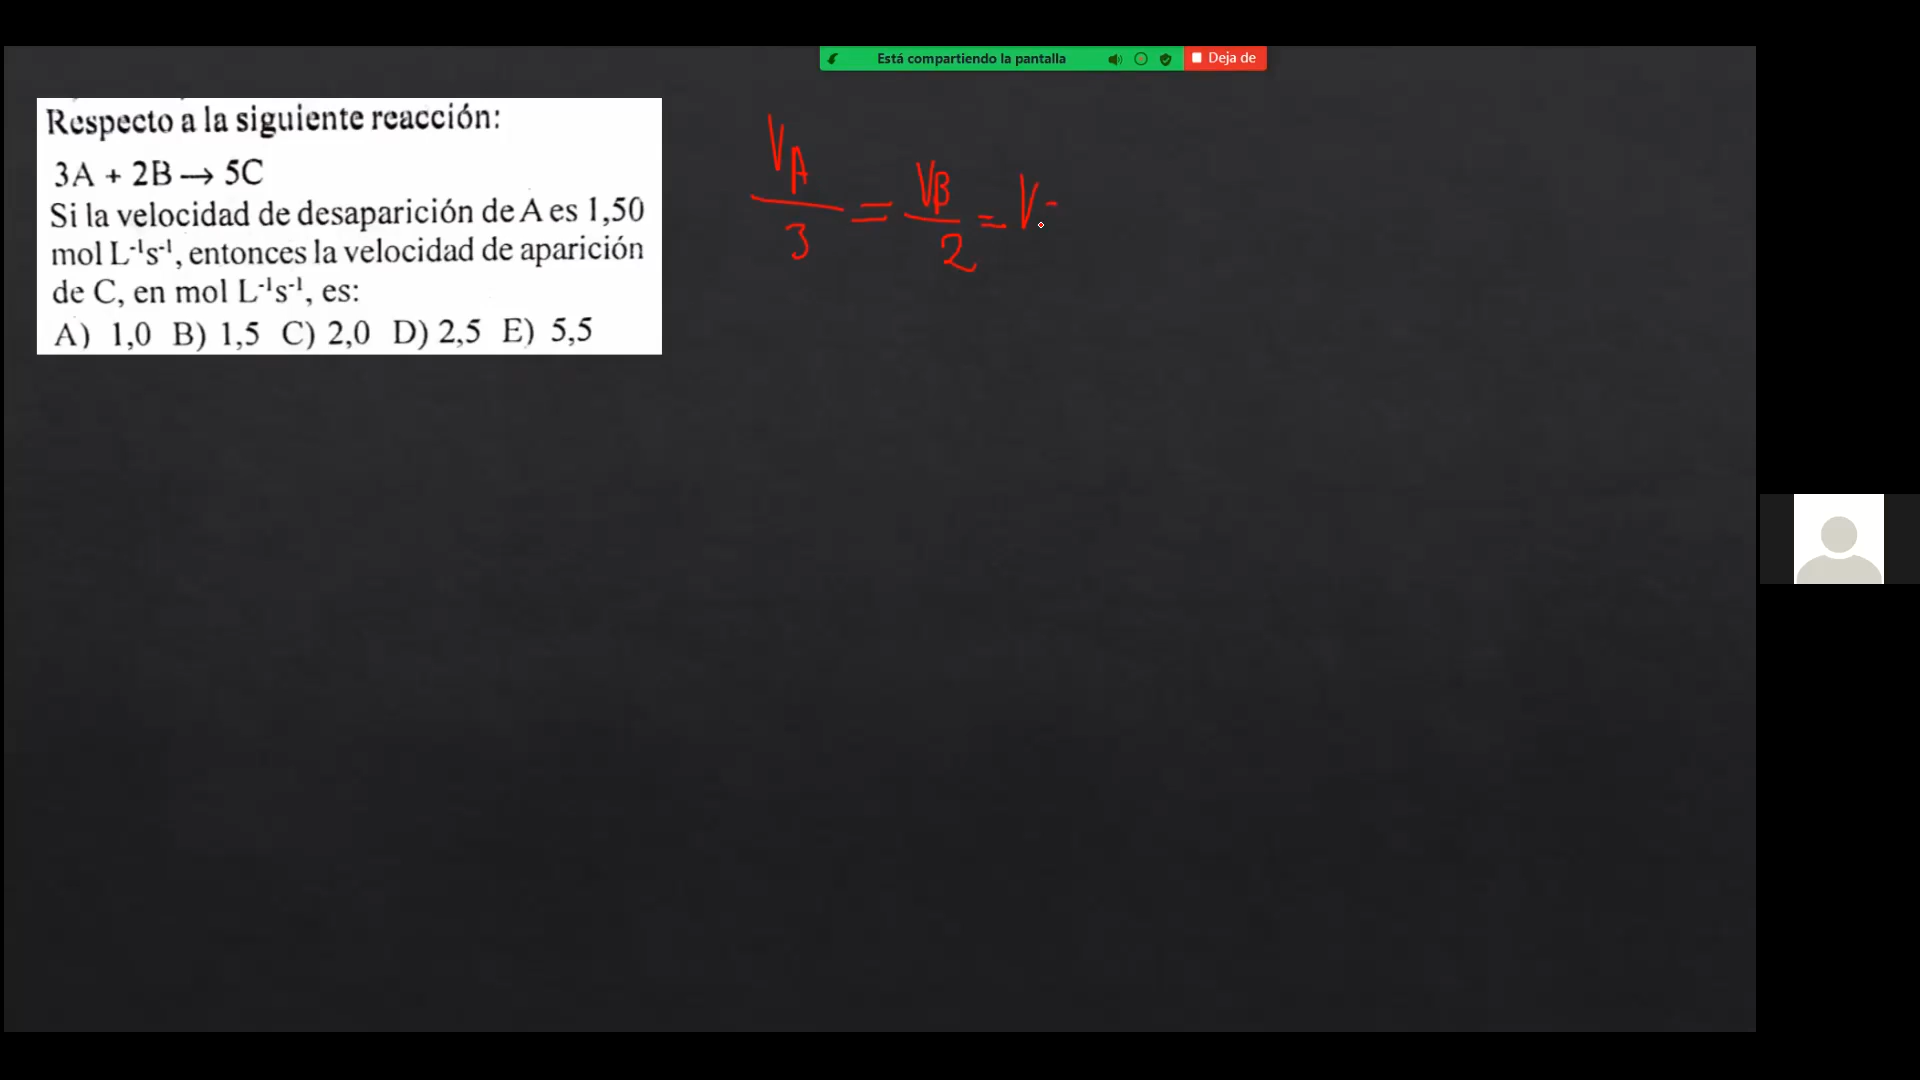 Está compartiendo la pantalla
Deja de
Respecto a la siguiente reacción:
3A + 2B → 5C
Si la velocidad de desaparición de A es 1,50
mol L⁻¹s⁻¹, entonces la velocidad de aparición
de C, en mol L⁻¹s⁻¹, es:
A) 1,0 B) 1,5 C) 2,0 D) 2,5 E) 5,5
V_A/3 = V_B/2 = V